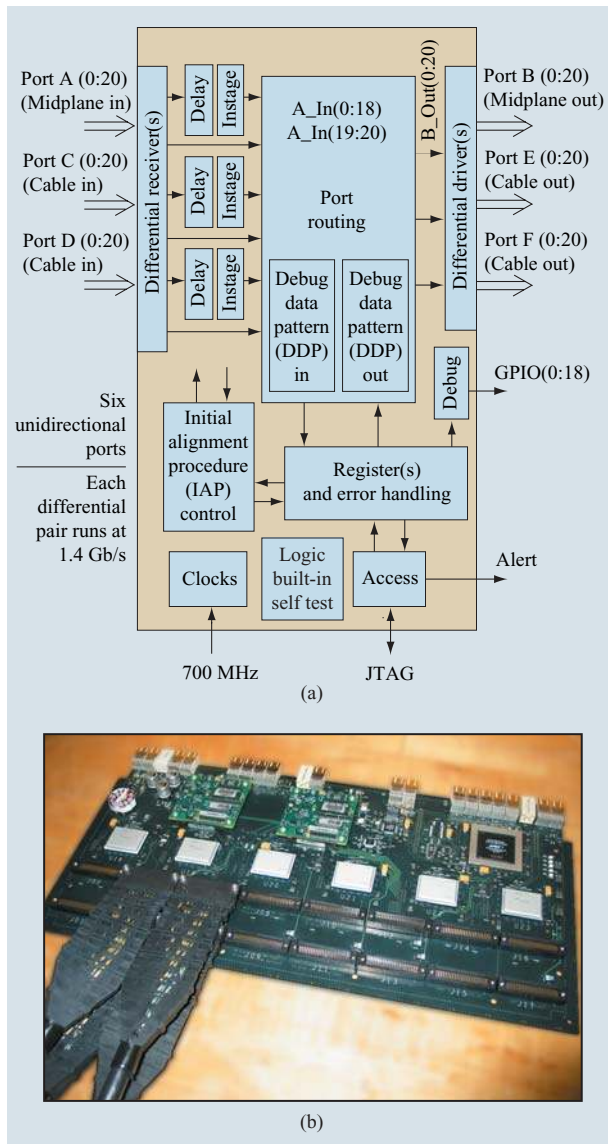 Port A (0:20)
(Midplane in)
Port C (0:20)
(Cable in)
Port D (0:20)
(Cable in)
Differential receiver(s)
Delay
Instage
Delay
Instage
Delay
Instage
A_In(0:18)
A_In(19:20)
Port
routing
Debug
data
pattern
(DDP)
in
Debug
data
pattern
(DDP)
out
B_Out(0:20)
Differential driver(s)
Port B (0:20)
(Midplane out)
Port E (0:20)
(Cable out)
Port F (0:20)
(Cable out)
Debug
GPIO(0:18)
Six
unidirectional
ports
Each
differential
pair runs at
1.4 Gb/s
Initial
alignment
procedure
(IAP)
control
Register(s)
and error handling
Clocks
Logic
built-in
self test
Access
Alert
700 MHz
JTAG
(a)
(b)